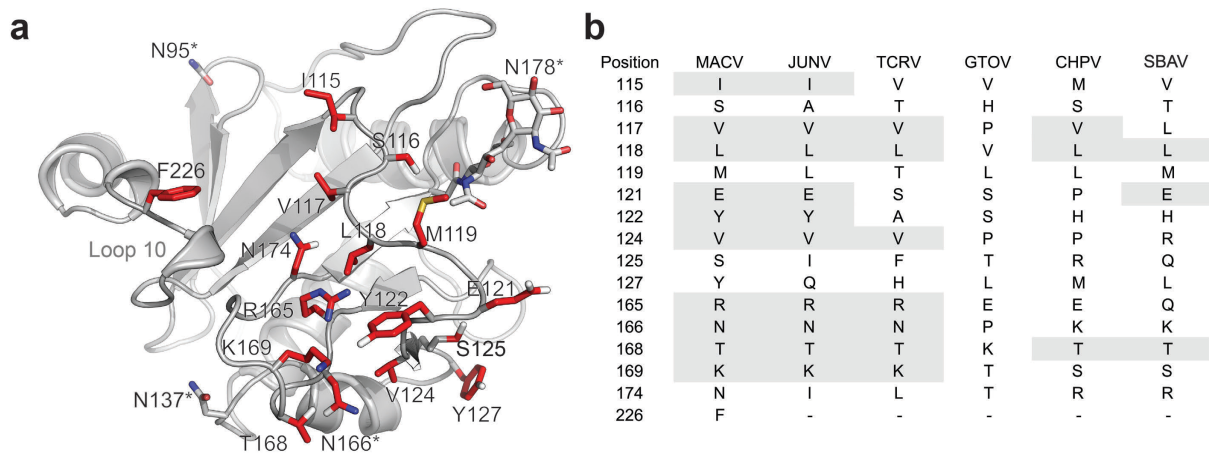 a
N95*
I115
N178*
S116
F226
V117
L118
M119
Loop 10
N174
R165
Y122
E121
K169
S125
V124
N137*
Y127
T168
N166*
b
Position MACV JUNV TCRV GTOV CHPV SBAV
115 I I V V M V
116 S A T H S T
117 V V V P V L
118 L L L V L L
119 M L T L L M
121 E E S S P E
122 Y Y A S H H
124 V V V P P R
125 S I F T R Q
127 Y Q H L M L
165 R R R E E Q
166 N N N P K K
168 T T T K T T
169 K K K T S S
174 N I L T R R
226 F - - - - -